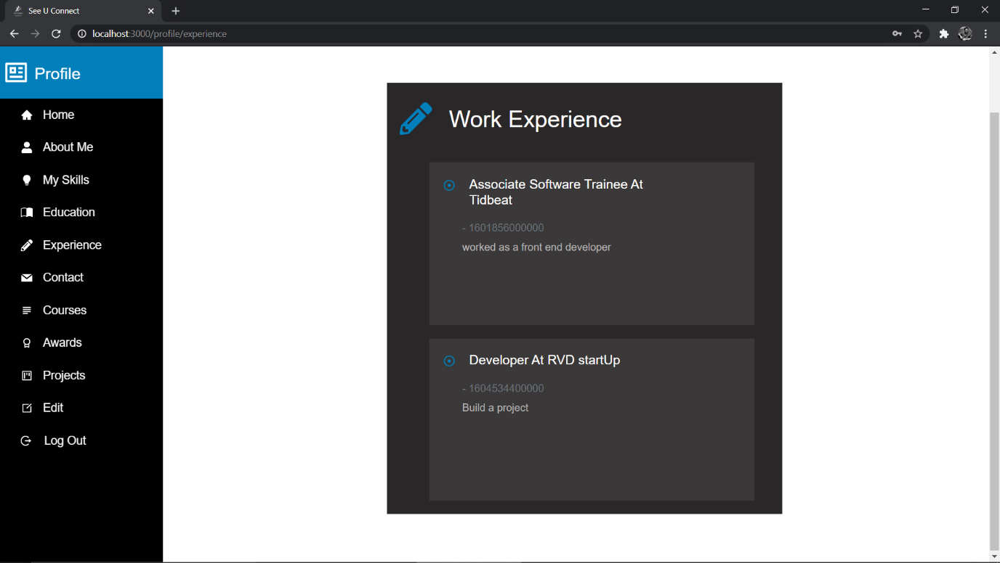 See U Connect
localhost:3000/profile/experience
Profile
Home
About Me
My Skills
Education
Experience
Contact
Courses
Awards
Projects
Edit
Log Out
Work Experience
Associate Software Trainee At
Tidbeat
- 1601856000000
worked as a front end developer
Developer At RVD startUp
- 1604534400000
Build a project